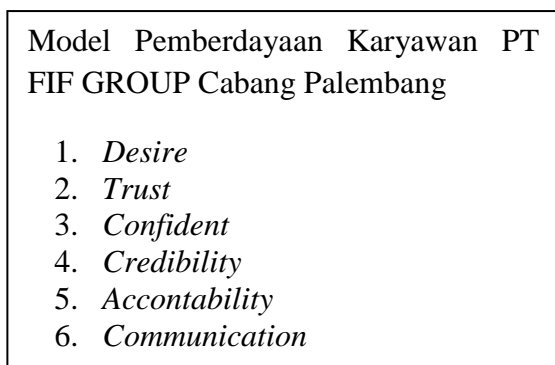 Model Pemberdayaan Karyawan PT
FIF GROUP Cabang Palembang
1. Desire
2. Trust
3. Confident
4. Credibility
5. Accontability
6. Communication